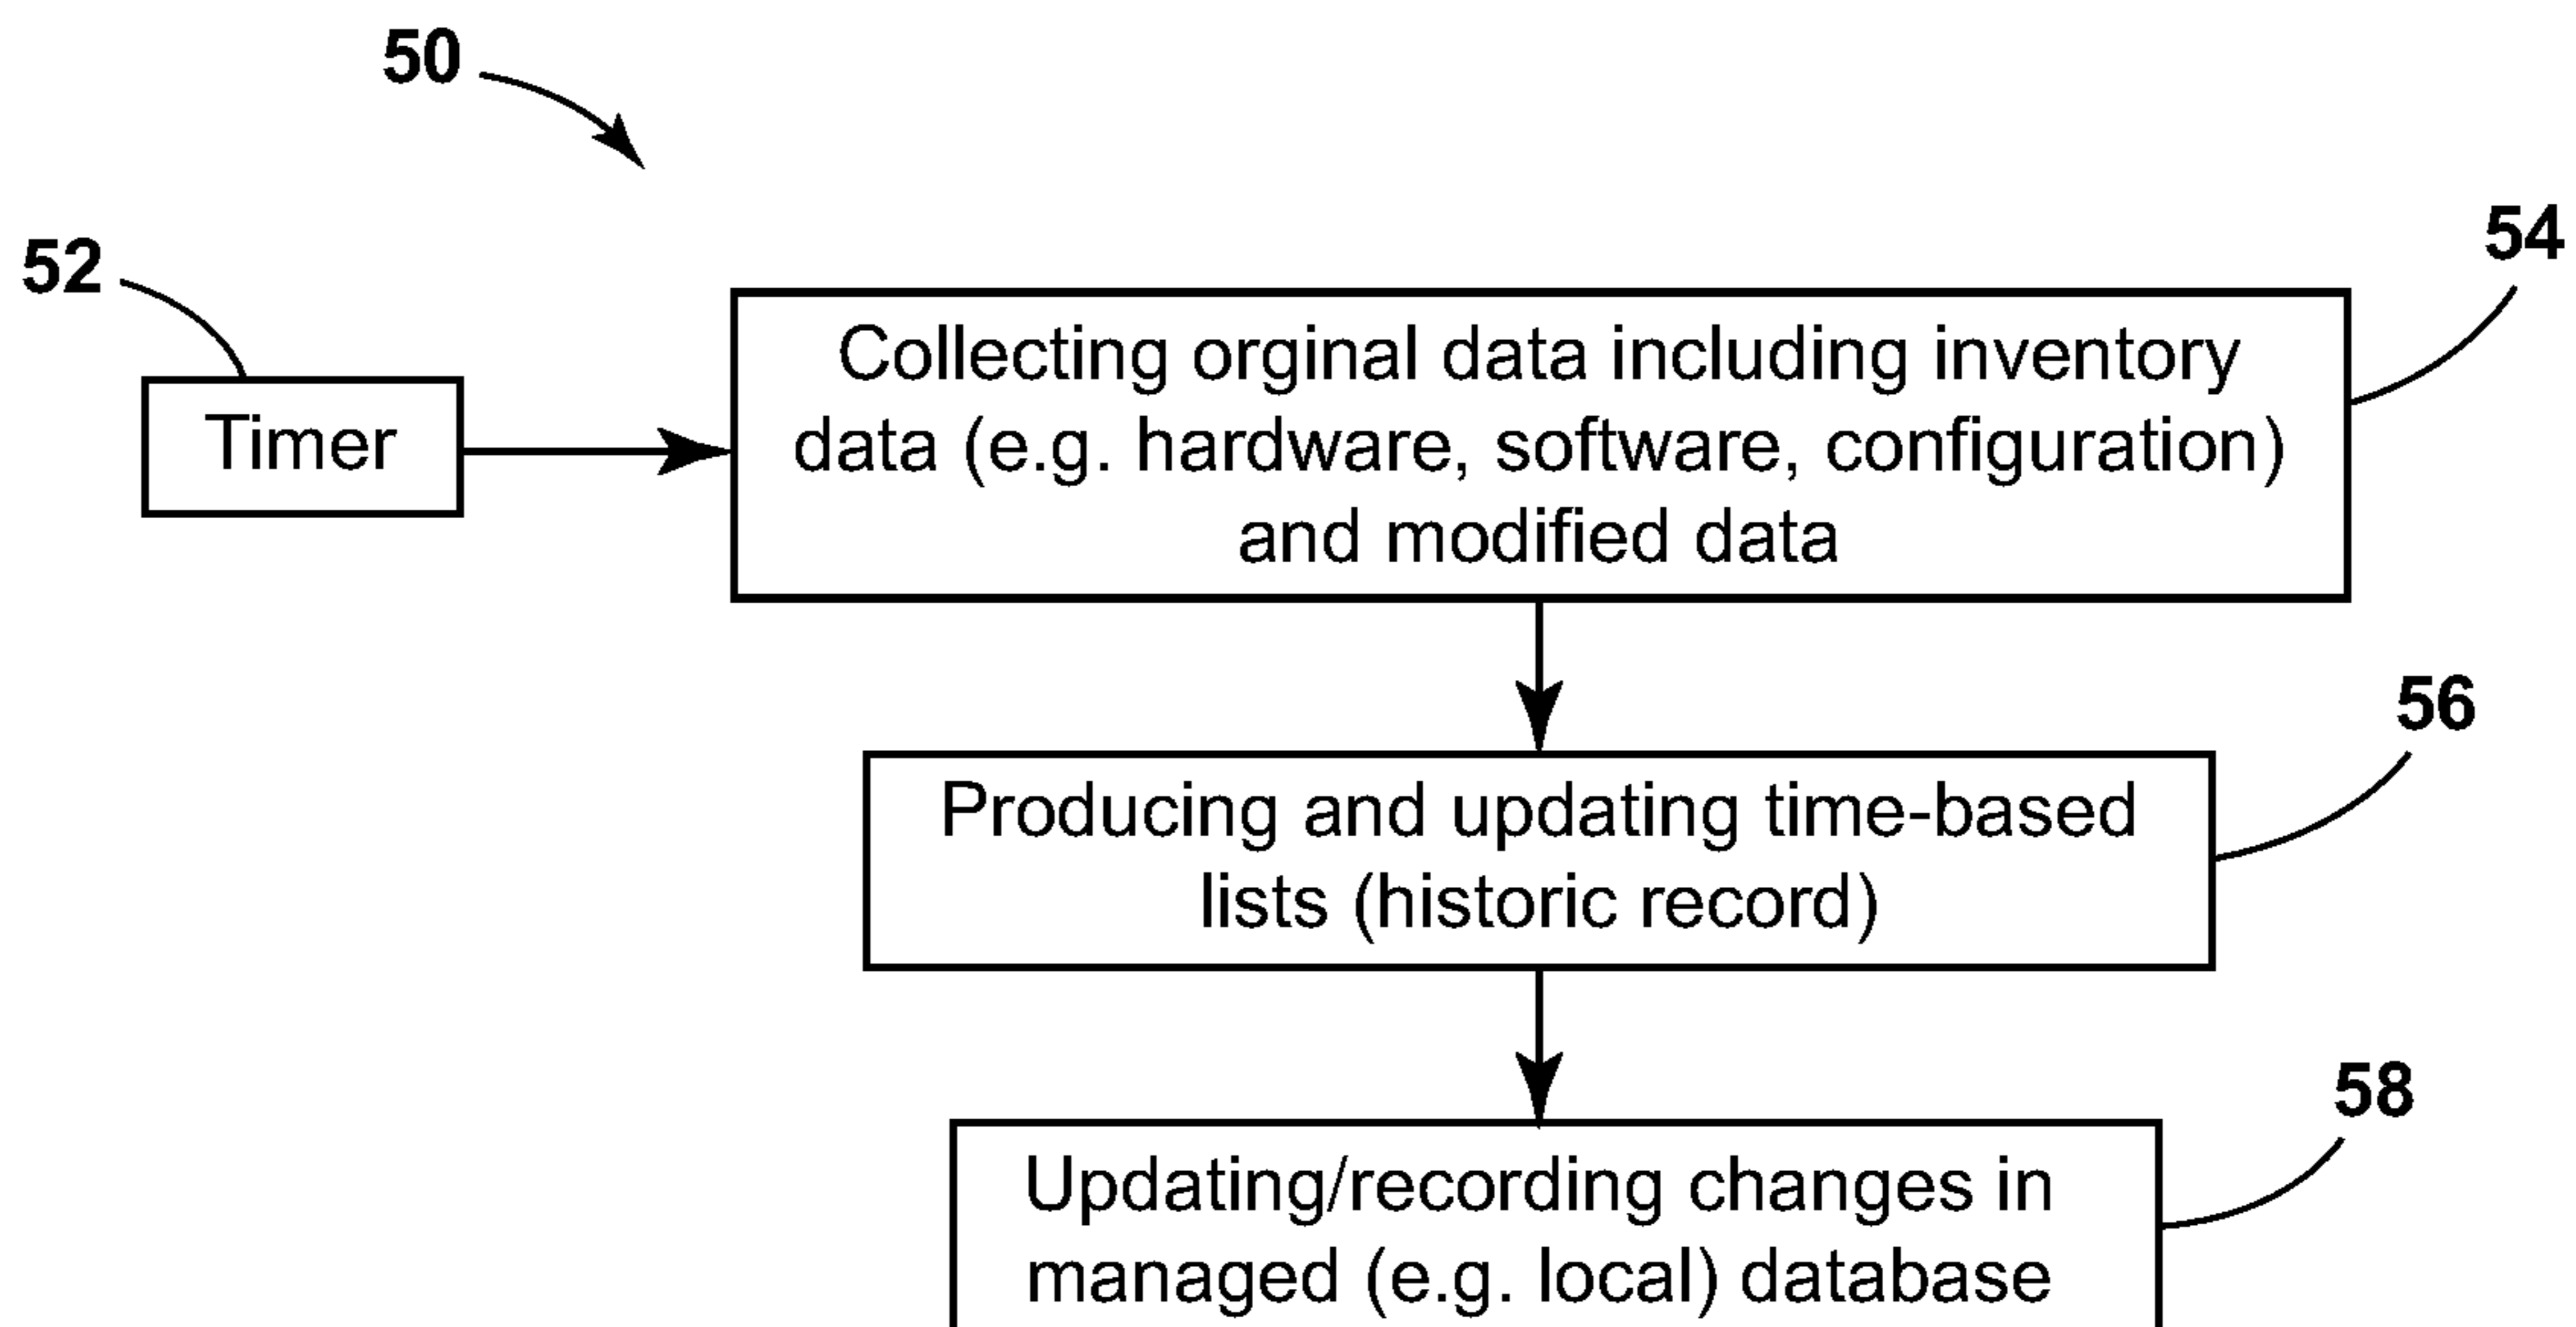 50
52
54
Timer
Collecting orginal data including inventory
data (e.g. hardware, software, configuration)
and modified data
56
Producing and updating time-based
lists (historic record)
58
Updating/recording changes in
managed (e.g. local) database